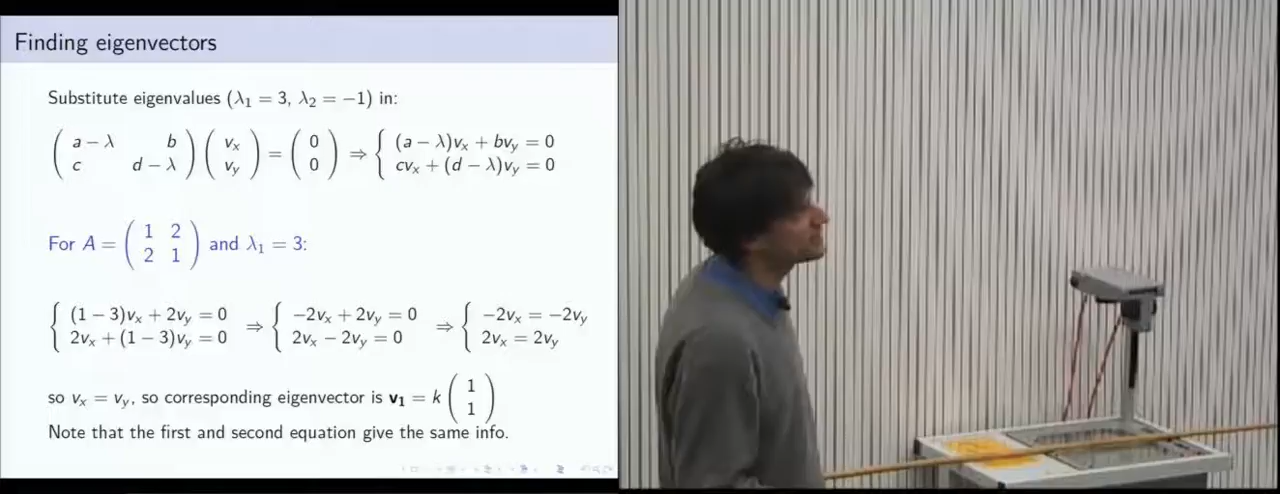 Finding eigenvectors
Substitute eigenvalues (λ₁ = 3, λ₂ = −1) in:
( a − λ b ; c d − λ ) ( vₓ ; v_y ) = ( 0 ; 0 ) ⇒ { (a − λ)vₓ + bv_y = 0 ; cvₓ + (d − λ)v_y = 0
For A = ( 1 2 ; 2 1 ) and λ₁ = 3:
{ (1 − 3)vₓ + 2v_y = 0 ; 2vₓ + (1 − 3)v_y = 0 ⇒ { −2vₓ + 2v_y = 0 ; 2vₓ − 2v_y = 0 ⇒ { −2vₓ = −2v_y ; 2vₓ = 2v_y
so vₓ = v_y, so corresponding eigenvector is v₁ = k ( 1 ; 1 )
Note that the first and second equation give the same info.